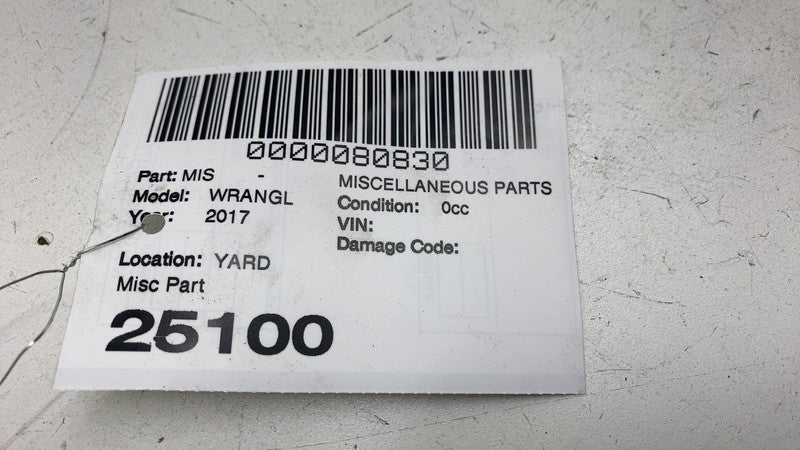 0000080830
Part: MIS -
MISCELLANEOUS PARTS
Model: WRANGL
Condition: 0cc
Year: 2017
VIN:
Damage Code:
Location: YARD
Misc Part
25100